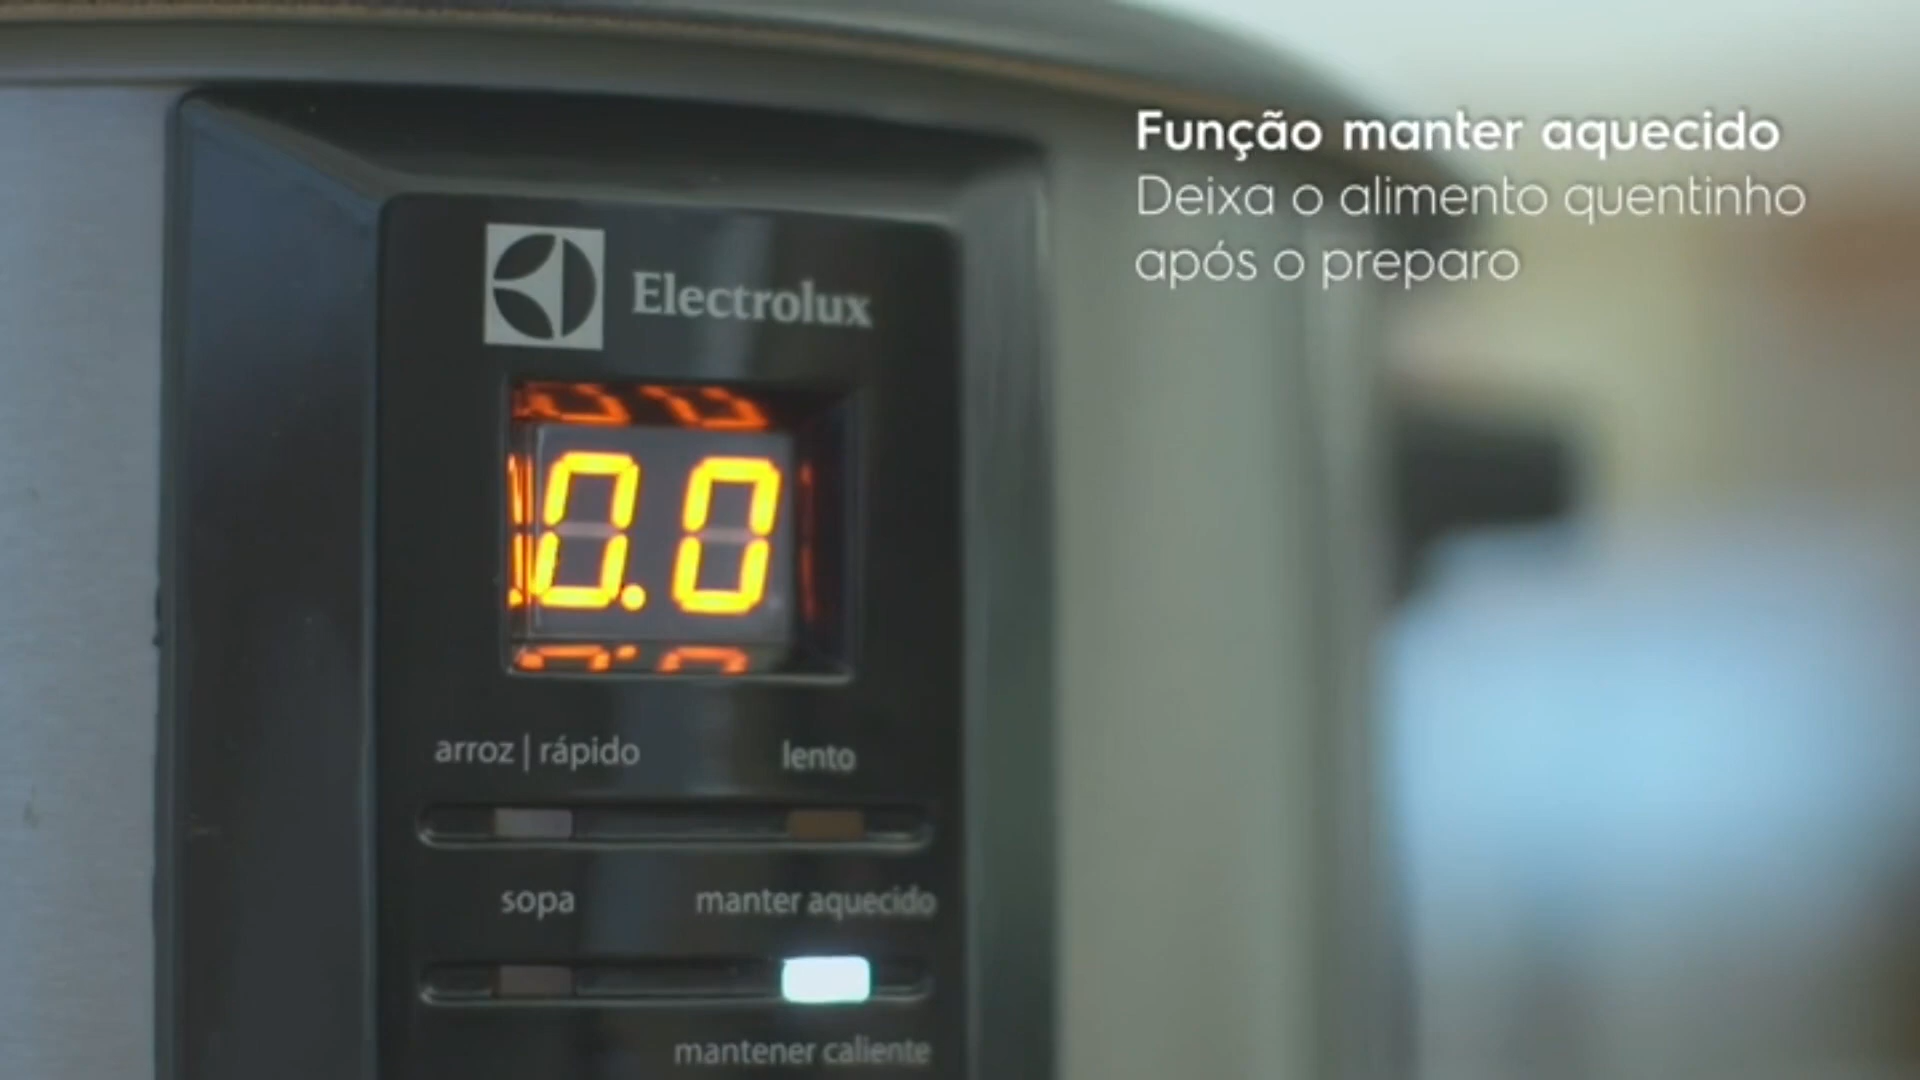 Função manter aquecido
Deixa o alimento quentinho
após o preparo
Electrolux
0.0
arroz | rápido
lento
sopa
manter aquecido
mantener caliente